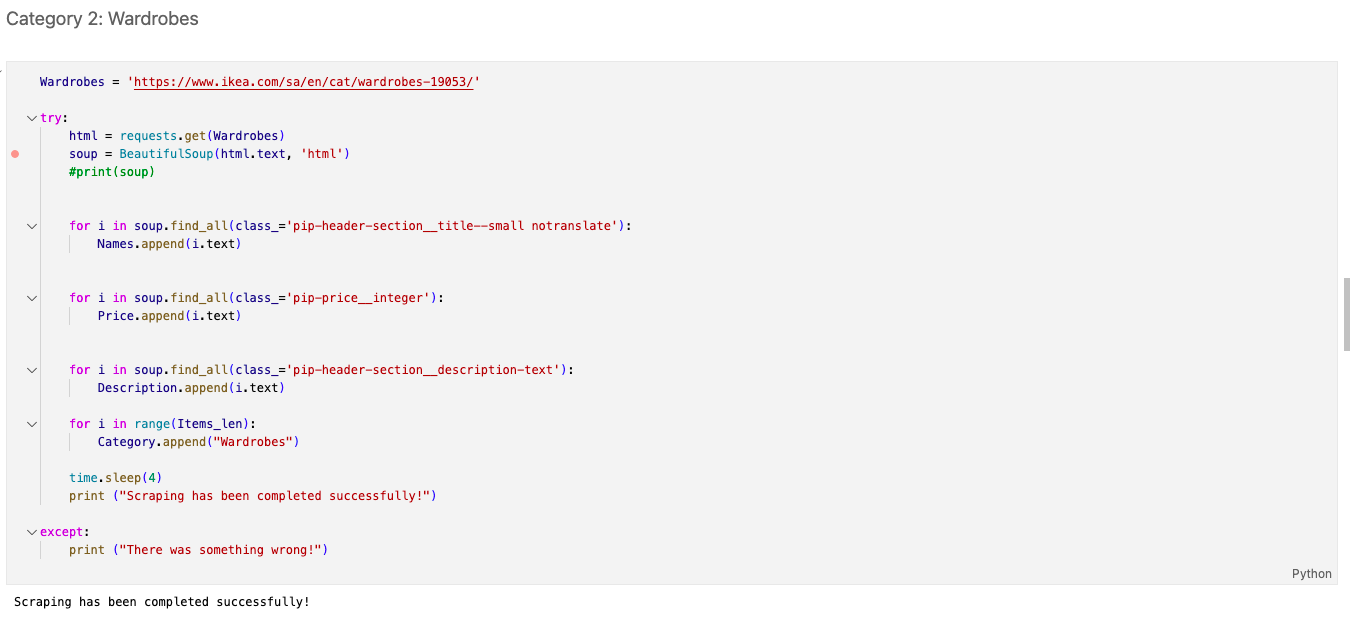 Category 2: Wardrobes
Wardrobes = 'https://www.ikea.com/sa/en/cat/wardrobes-19053/'
try:
html = requests.get(Wardrobes)
soup = BeautifulSoup(html.text, 'html')
#print(soup)
for i in soup.find_all(class_='pip-header-section__title--small notranslate'):
Names.append(i.text)
for i in soup.find_all(class_='pip-price__integer'):
Price.append(i.text)
for i in soup.find_all(class_='pip-header-section__description-text'):
Description.append(i.text)
for i in range(Items_len):
Category.append("Wardrobes")
time.sleep(4)
print ("Scraping has been completed successfully!")
except:
print ("There was something wrong!")
Python
Scraping has been completed successfully!